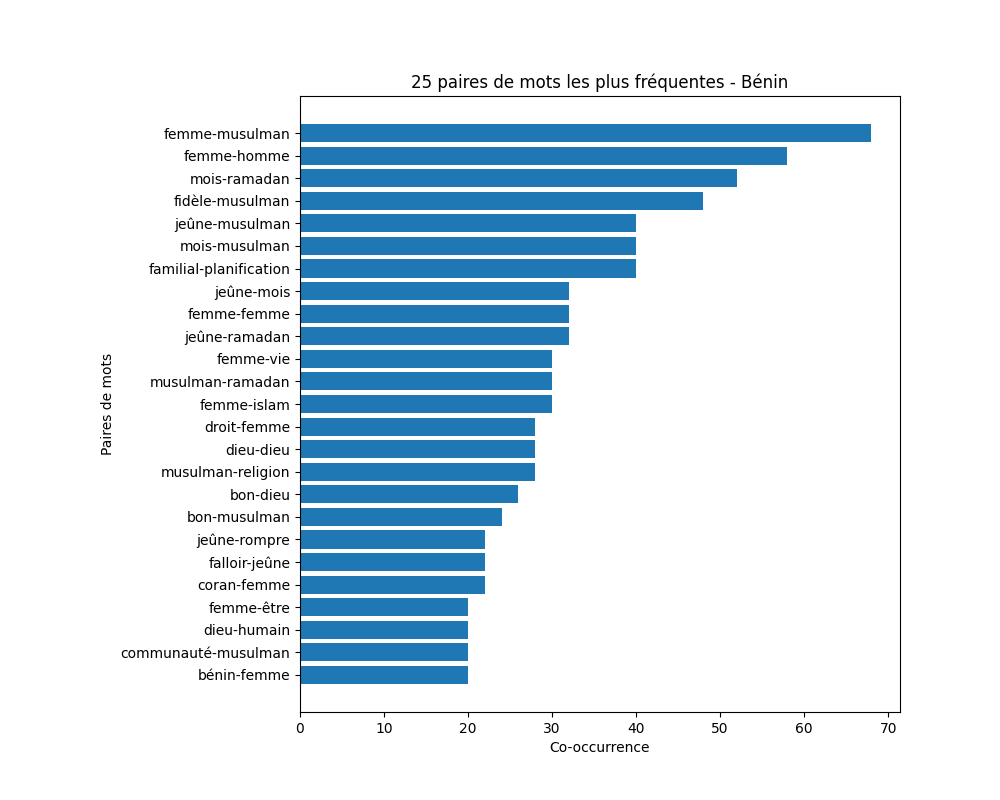 25 paires de mots les plus fréquentes - Bénin
Paires de mots
femme-musulman
femme-homme
mois-ramadan
fidèle-musulman
jeûne-musulman
mois-musulman
familial-planification
jeûne-mois
femme-femme
jeûne-ramadan
femme-vie
musulman-ramadan
femme-islam
droit-femme
dieu-dieu
musulman-religion
bon-dieu
bon-musulman
jeûne-rompre
falloir-jeûne
coran-femme
femme-être
dieu-humain
communauté-musulman
bénin-femme
0 10 20 30 40 50 60 70
Co-occurrence